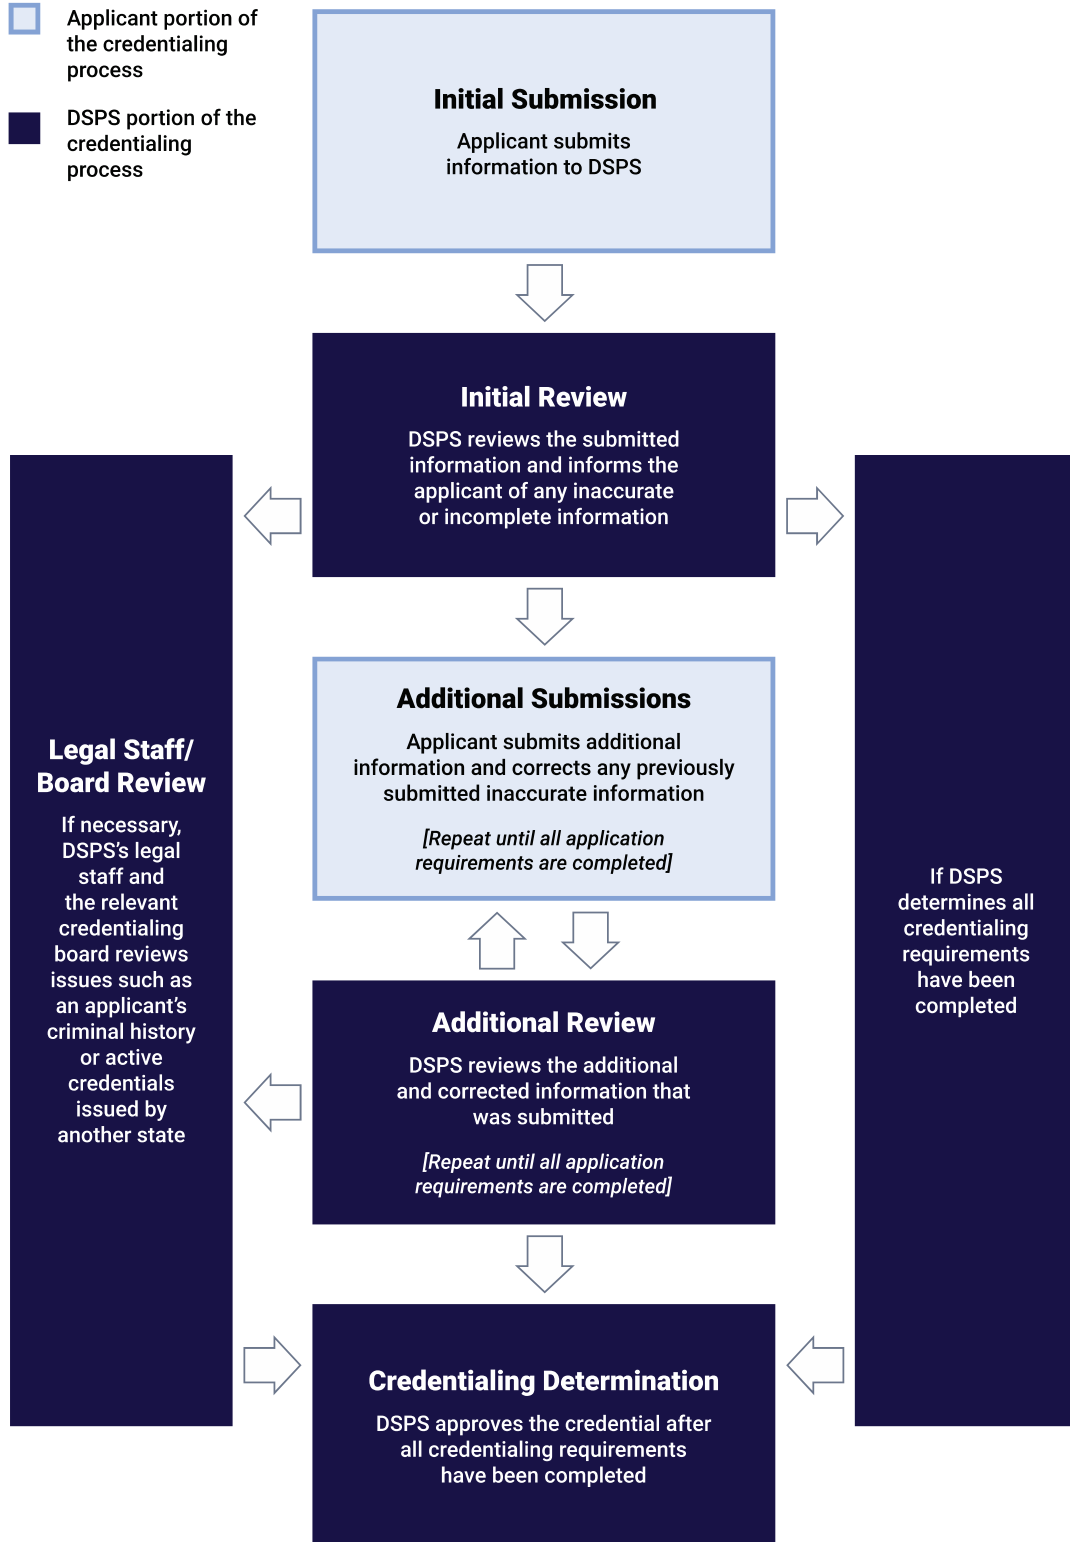 Applicant portion of
the credentialing
process
DSPS portion of the
credentialing
process
Initial Submission
Applicant submits
information to DSPS
Initial Review
DSPS reviews the submitted
information and informs the
applicant of any inaccurate
or incomplete information
Additional Submissions
Applicant submits additional
information and corrects any previously
submitted inaccurate information
[Repeat until all application
requirements are completed]
Legal Staff/
Board Review
If necessary,
DSPS’s legal
staff and
the relevant
credentialing
board reviews
issues such as
an applicant’s
criminal history
or active
credentials
issued by
another state
If DSPS
determines all
credentialing
requirements
have been
completed
Additional Review
DSPS reviews the additional
and corrected information that
was submitted
[Repeat until all application
requirements are completed]
Credentialing Determination
DSPS approves the credential after
all credentialing requirements
have been completed